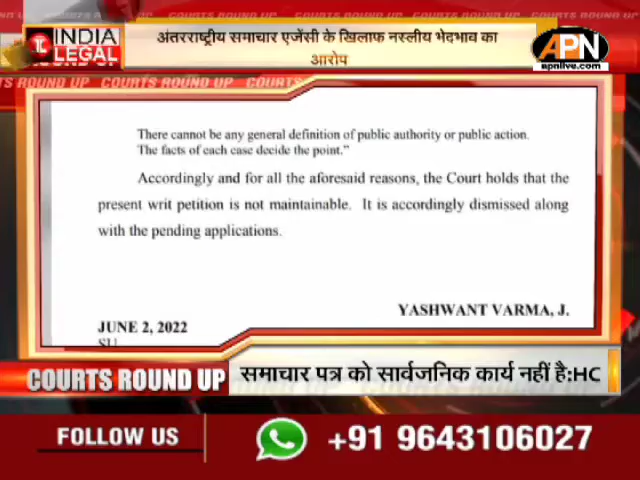 INDIA
LEGAL
अंतरराष्ट्रीय समाचार एजेंसी के खिलाफ नस्लीय भेदभाव का
आरोप
APN
apnlive.com
COURTS ROUND UP
There cannot be any general definition of public authority or public action.
The facts of each case decide the point.”
Accordingly and for all the aforesaid reasons, the Court holds that the
present writ petition is not maintainable. It is accordingly dismissed along
with the pending applications.
YASHWANT VARMA, J.
JUNE 2, 2022
COURTS ROUND UP
समाचार पत्र को सार्वजनिक कार्य नहीं है:HC
FOLLOW US
+91 9643106027